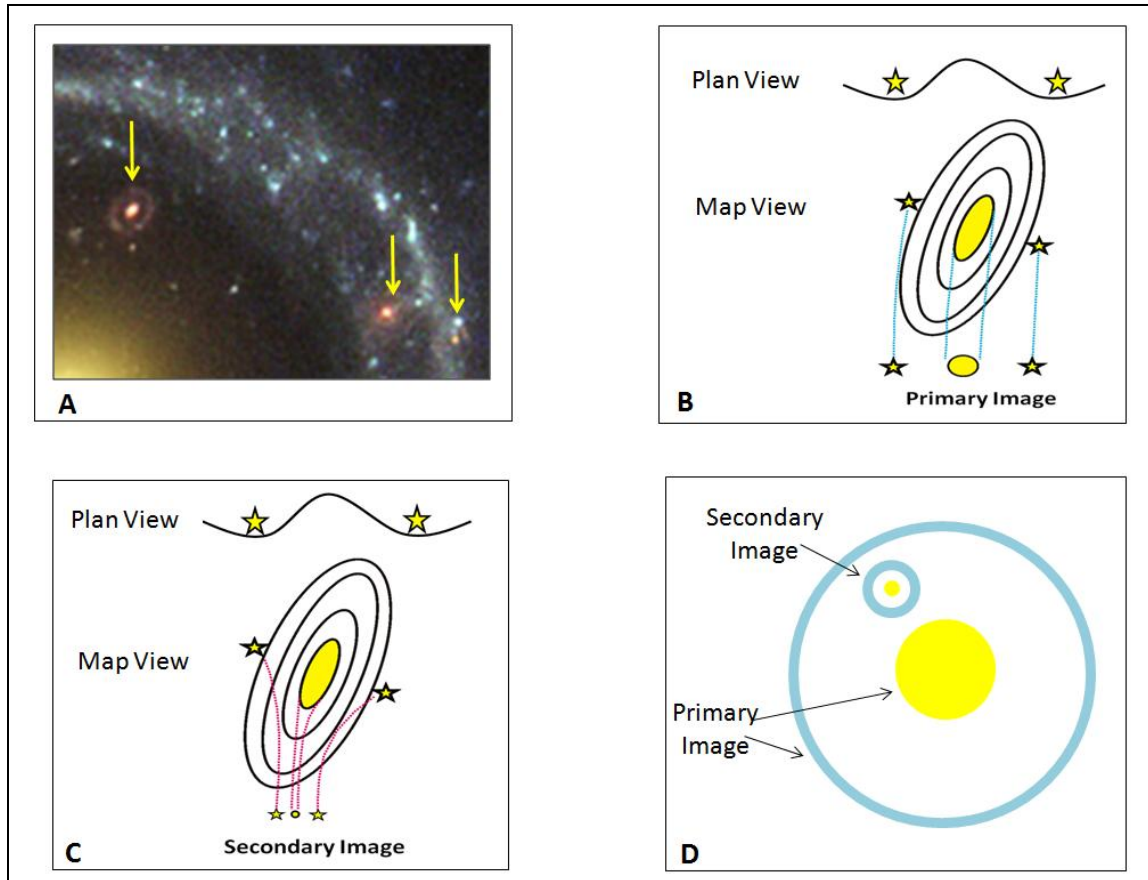 A
Plan View
Map View
Primary Image
B
Plan View
Map View
Secondary Image
C
Secondary
Image
Primary
Image
D